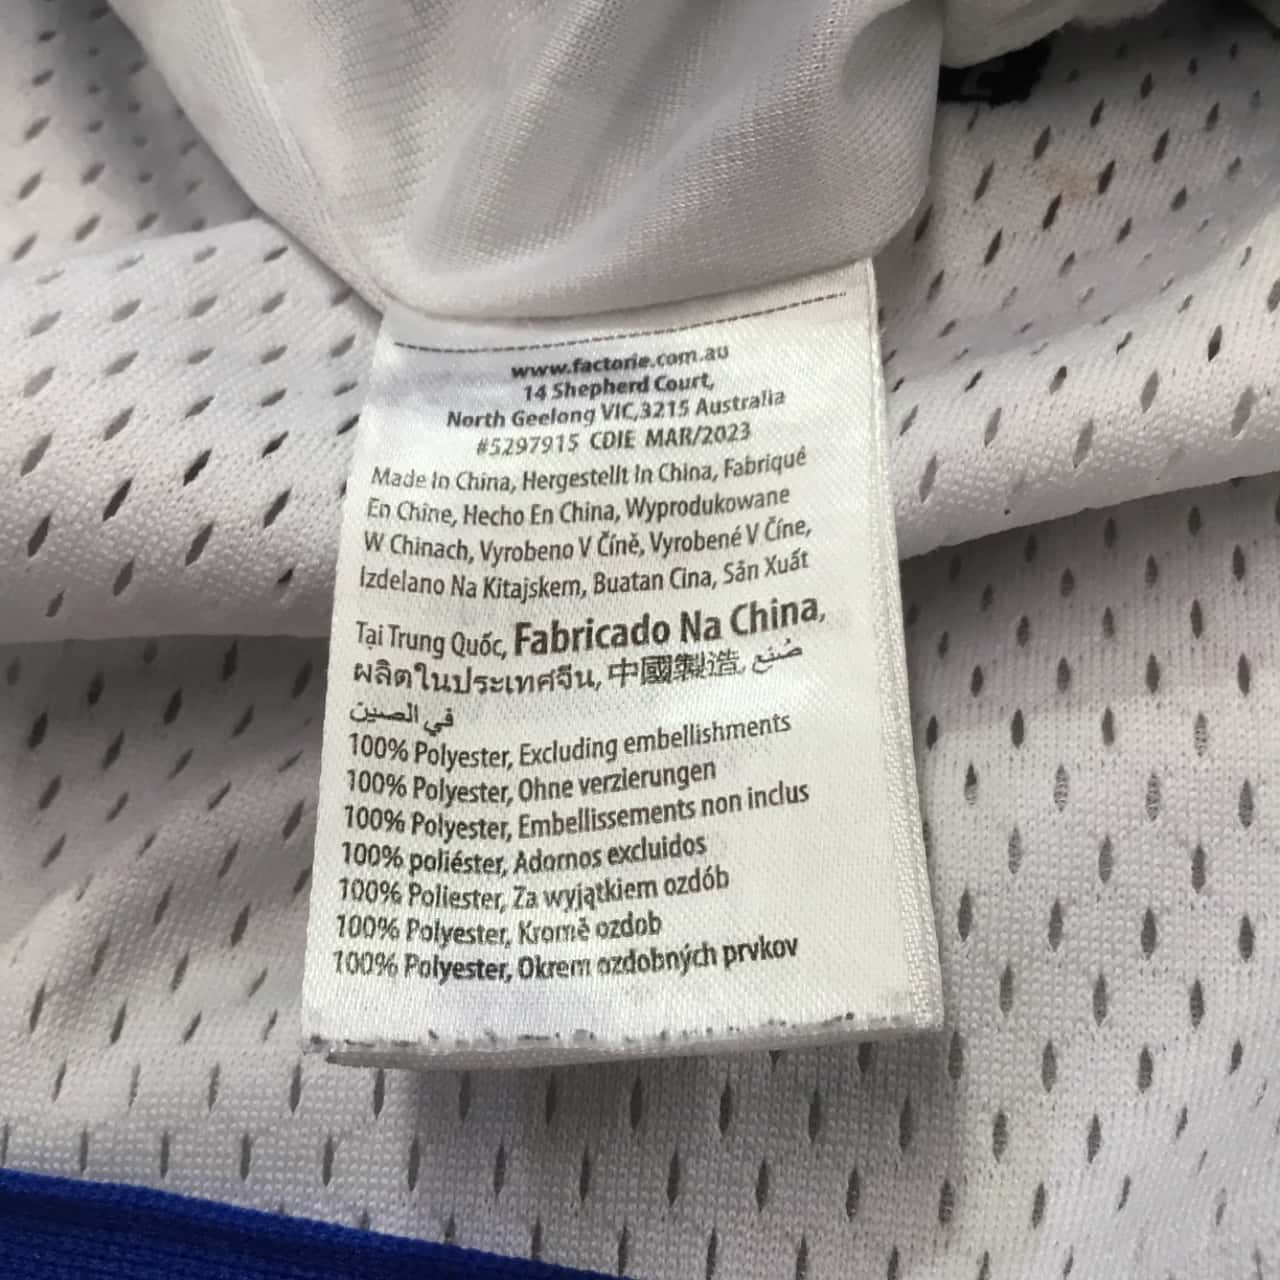 www.factorie.com.au
14 Shepherd Court,
North Geelong VIC,3215 Australia
#5297915 CDIE MAR/2023
Made In China, Hergestellt In China, Fabriqué
En Chine, Hecho En China, Wyprodukowane
W Chinach, Vyrobeno V Číně, Vyrobené V Číne,
Izdelano Na Kitajskem, Buatan Cina, Sản Xuất
Tại Trung Quốc, Fabricado Na China,
ผลิตในประเทศจีน, 中國製造, صُنع
في الصين
100% Polyester, Excluding embellishments
100% Polyester, Ohne verzierungen
100% Polyester, Embellissements non inclus
100% poliéster, Adornos excluidos
100% Poliester, Za wyjątkiem ozdób
100% Polyester, Kromě ozdob
100% Polyester, Okrem ozdobných prvkov